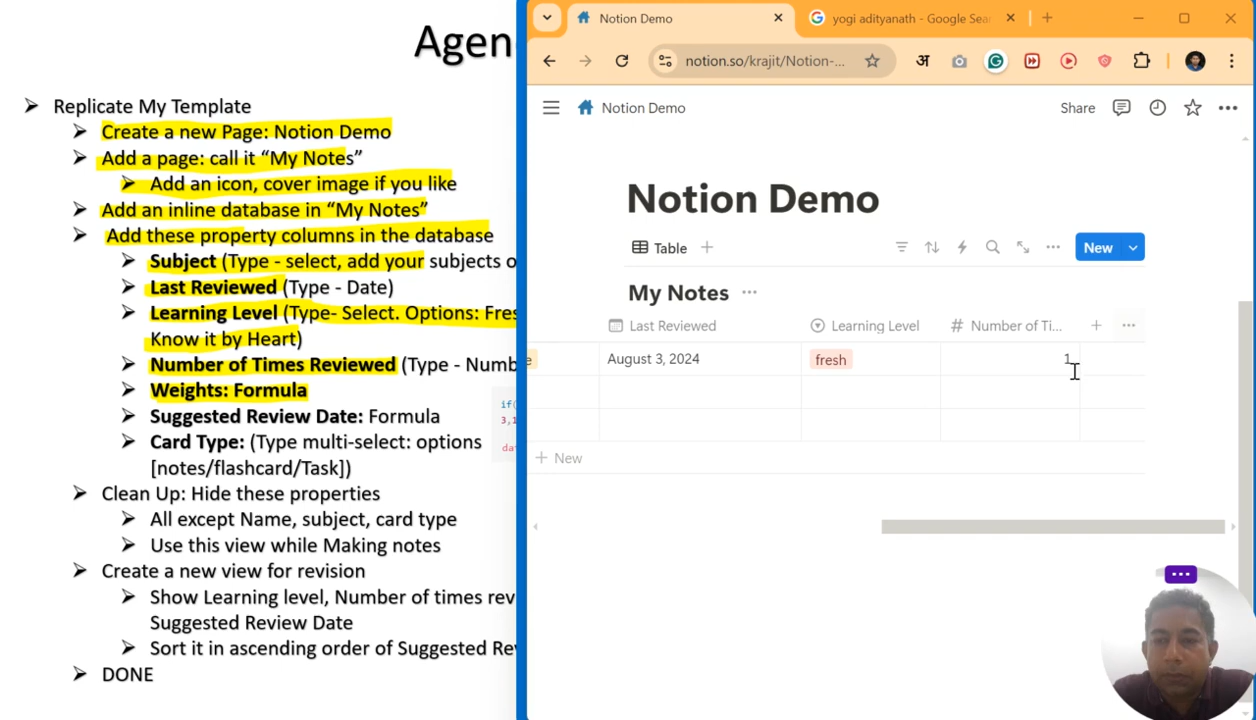 Agen
Replicate My Template
Create a new Page: Notion Demo
Add a page: call it “My Notes”
Add an icon, cover image if you like
Add an inline database in “My Notes”
Add these property columns in the database
Subject (Type - select, add your subjects o
Last Reviewed (Type - Date)
Learning Level (Type- Select. Options: Fres
Know it by Heart)
Number of Times Reviewed (Type - Numb
Weights: Formula
Suggested Review Date: Formula
Card Type: (Type multi-select: options
[notes/flashcard/Task])
Clean Up: Hide these properties
All except Name, subject, card type
Use this view while Making notes
Create a new view for revision
Show Learning level, Number of times rev
Suggested Review Date
Sort it in ascending order of Suggested Re
DONE
if(
3,1
da
Notion Demo
yogi adityanath - Google Sea
notion.so/krajit/Notion-...
अ
Notion Demo
Share
Notion Demo
Table
New
My Notes
Last Reviewed
Learning Level
# Number of Ti...
e
August 3, 2024
fresh
1
+ New